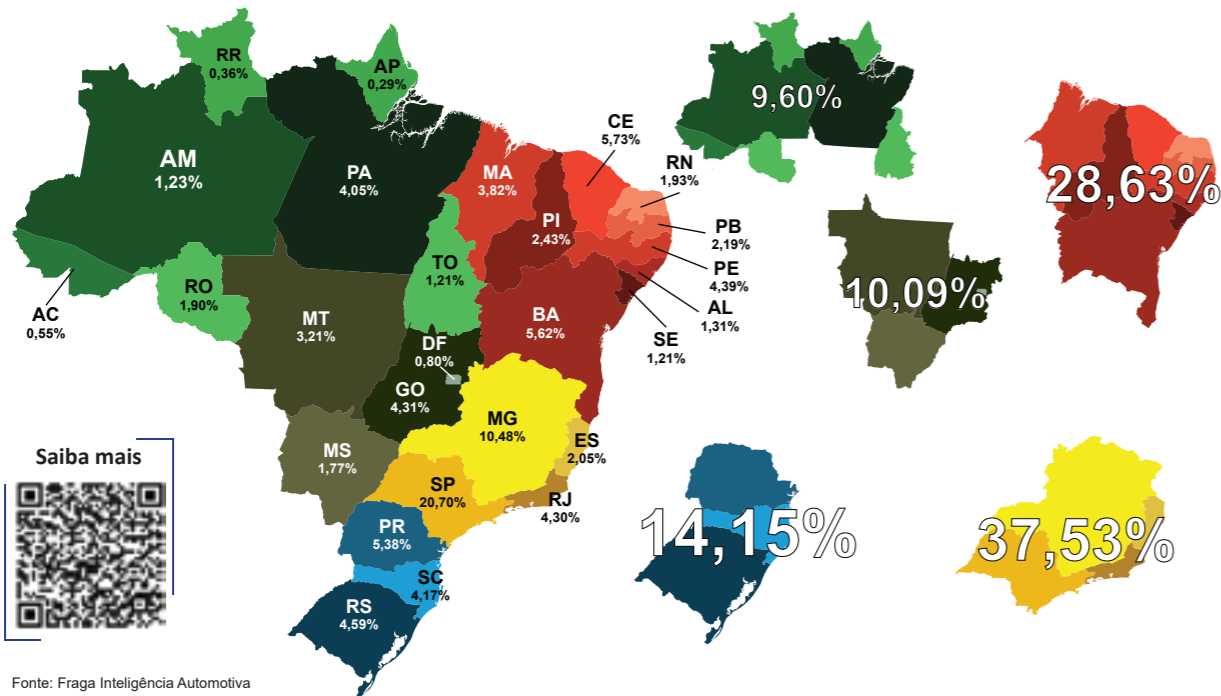 RR
0,36%
AP
0,29%
AM
1,23%
PA
4,05%
MA
3,82%
CE
5,73%
RN
1,93%
PI
2,43%
PB
2,19%
PE
4,39%
AL
1,31%
SE
1,21%
TO
1,21%
BA
5,62%
AC
0,55%
RO
1,90%
MT
3,21%
DF
0,80%
GO
4,31%
MG
10,48%
ES
2,05%
MS
1,77%
SP
20,70%
RJ
4,30%
PR
5,38%
SC
4,17%
RS
4,59%
9,60%
28,63%
10,09%
14,15%
37,53%
Saiba mais
Fonte: Fraga Inteligência Automotiva